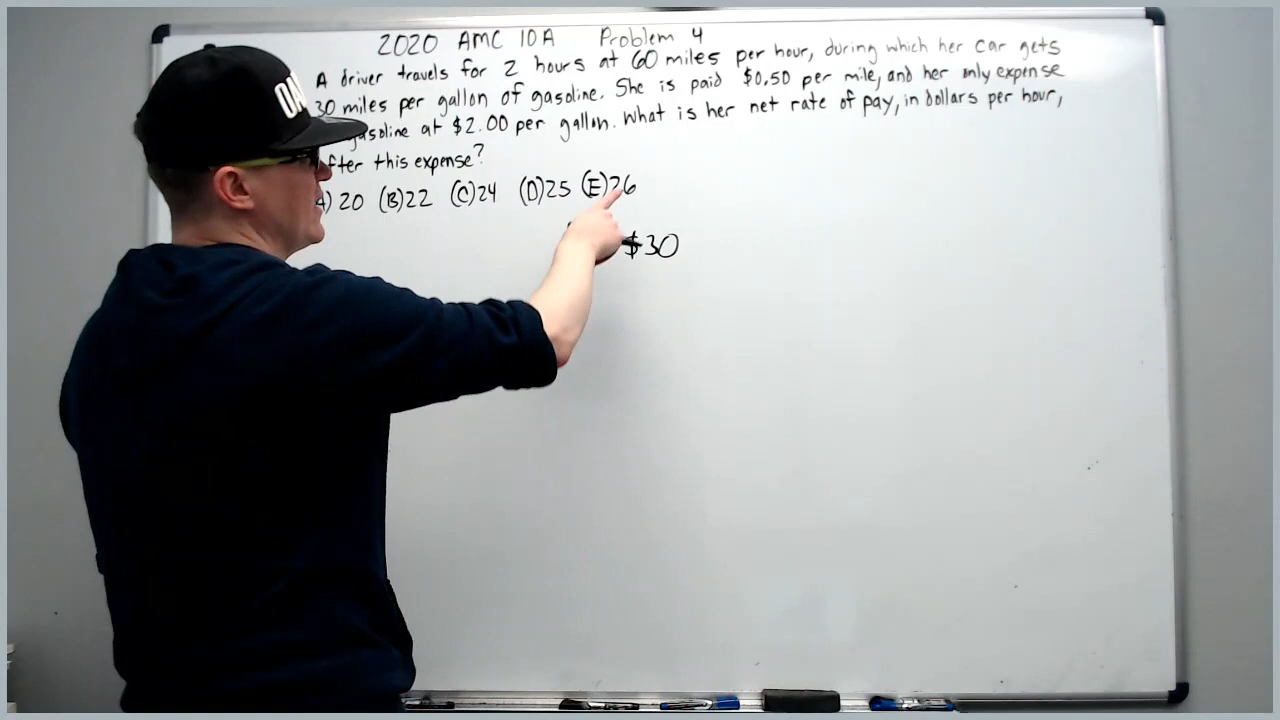 2020 AMC 10A Problem 4
A driver travels for 2 hours at 60 miles per hour, during which her car gets
30 miles per gallon of gasoline. She is paid $0.50 per mile, and her only expense
gasoline at $2.00 per gallon. What is her net rate of pay, in dollars per hour,
fter this expense?
A) 20 (B) 22 (C) 24 (D) 25 (E) 26
$30